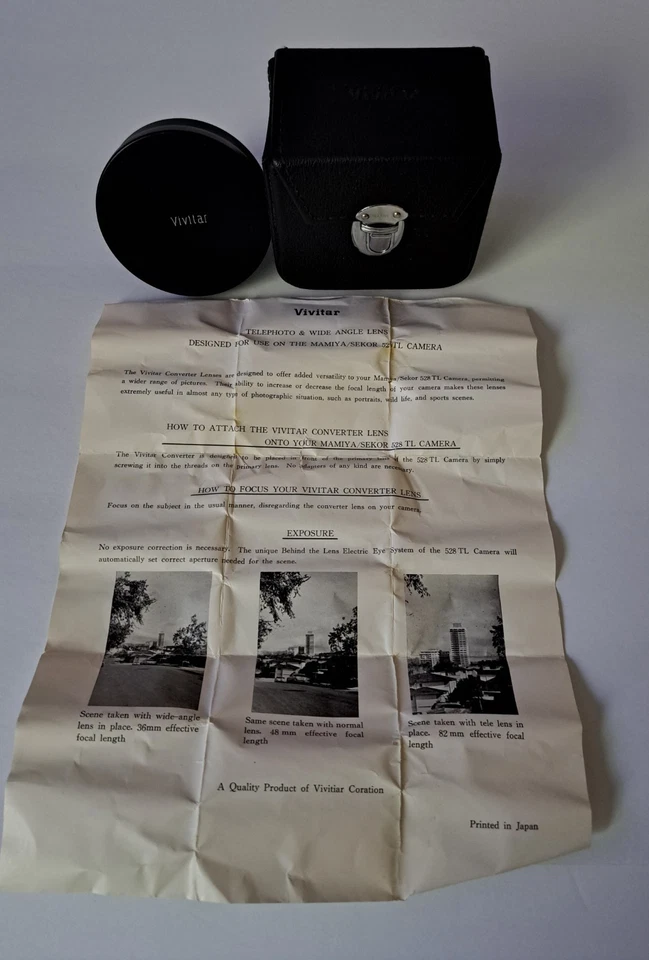 Vivitar
Vivitar
Vivitar
TELEPHOTO & WIDE ANGLE LENS
DESIGNED FOR USE ON THE MAMIYA/SEKOR 528TL CAMERA
The Vivitar Converter Lenses are designed to offer added versatility to your Mamiya/Sekor 528 TL Camera, permitting
a wider range of pictures. Their ability to increase or decrease the focal length of your camera makes these lenses
extremely useful in almost any type of photographic situation, such as portraits, wild life, and sports scenes.
HOW TO ATTACH THE VIVITAR CONVERTER LENS
ONTO YOUR MAMIYA/SEKOR 528 TL CAMERA
The Vivitar Converter is designed to be placed in front of the primary lens of the 528 TL Camera by simply
screwing it into the threads on the primary lens. No adapters of any kind are necessary.
HOW TO FOCUS YOUR VIVITAR CONVERTER LENS
Focus on the subject in the usual manner, disregarding the converter lens on your camera.
EXPOSURE
No exposure correction is necessary. The unique Behind the Lens Electric Eye System of the 528 TL Camera will
automatically set correct aperture needed for the scene.
Scene taken with wide-angle
lens in place. 36mm effective
focal length
Same scene taken with normal
lens. 48 mm effective focal
length
Scene taken with tele lens in
place. 82 mm effective focal
length
A Quality Product of Vivitiar Coration
Printed in Japan